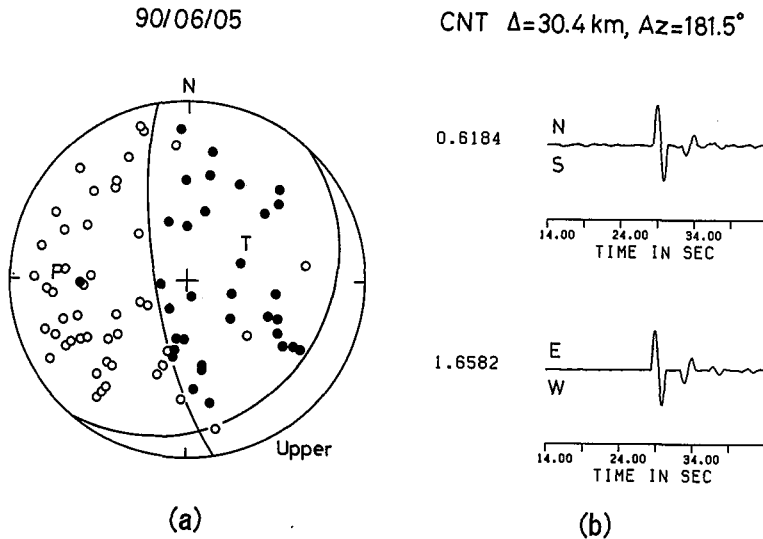 90/06/05
CNT Δ=30.4 km, Az=181.5°
N
P
T
Upper
(a)
0.6184
N
S
14.00 24.00 34.00
TIME IN SEC
1.6582
E
W
14.00 24.00 34.00
TIME IN SEC
(b)